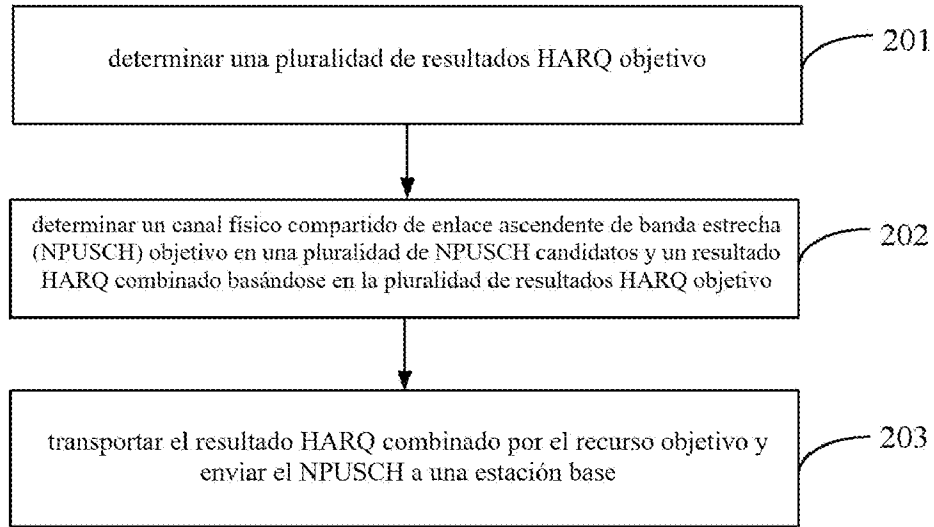 determinar una pluralidad de resultados HARQ objetivo
201
determinar un canal físico compartido de enlace ascendente de banda estrecha
(NPUSCH) objetivo en una pluralidad de NPUSCH candidatos y un resultado
HARQ combinado basándose en la pluralidad de resultados HARQ objetivo
202
transportar el resultado HARQ combinado por el recurso objetivo y
enviar el NPUSCH a una estación base
203